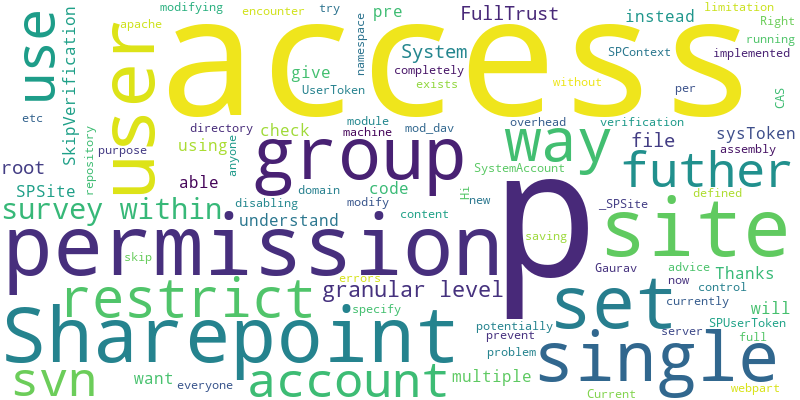 apache
modifying
encounter
try
pre
FullTrust
limitation
use
user
access
SkipVerification
namespace
System
instead
Right
running
SPContext
implemented
give
completely
exists
UserToken
without
per
CAS
etc
directory
module
machine
mod_dav
overhead
verification
way
file
sysToken
assembly
repository
purpose
using
check
anyone
group
SystemAccount
futher
root
SPSite
able
domain
code
Hi
new
p
_SPSite
defined
survey within
disabling
understand
modify
content
site
permission
saving
skip
errors
Gaurav
advice
now
Thanks
restrict
granular level
specify
set
currently
control
will
Sharepoint
potentially
prevent
problem
server
SPUserToken
full
single
svn
want
everyone
account
multiple
Current
webpart